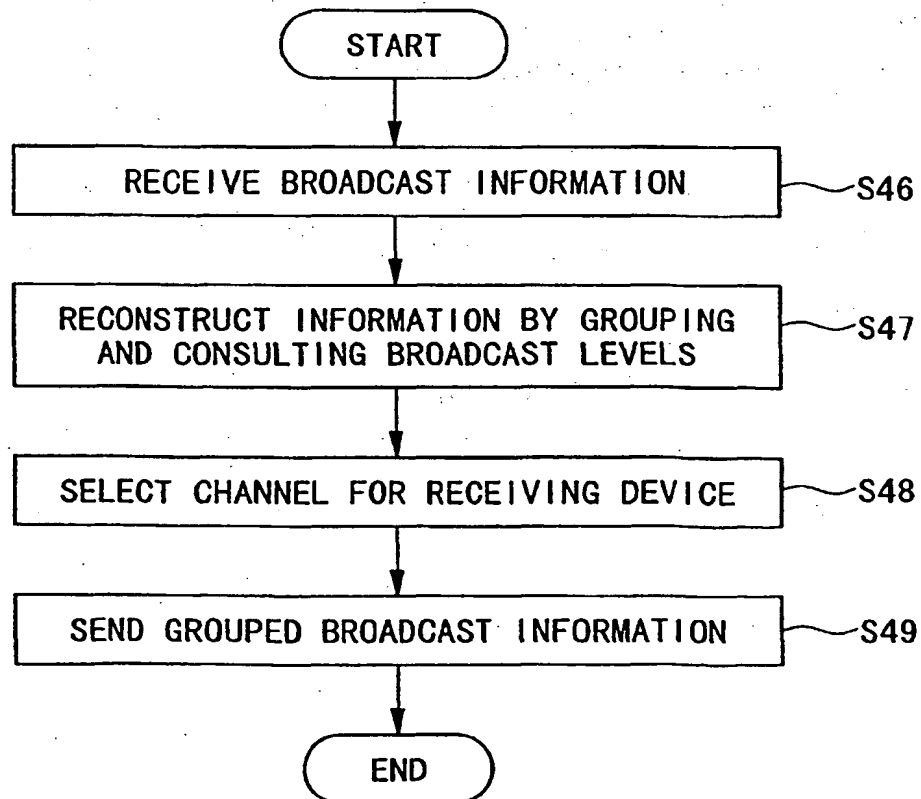 START
RECEIVE BROADCAST INFORMATION
S46
RECONSTRUCT INFORMATION BY GROUPING
AND CONSULTING BROADCAST LEVELS
S47
SELECT CHANNEL FOR RECEIVING DEVICE
S48
SEND GROUPED BROADCAST INFORMATION
S49
END